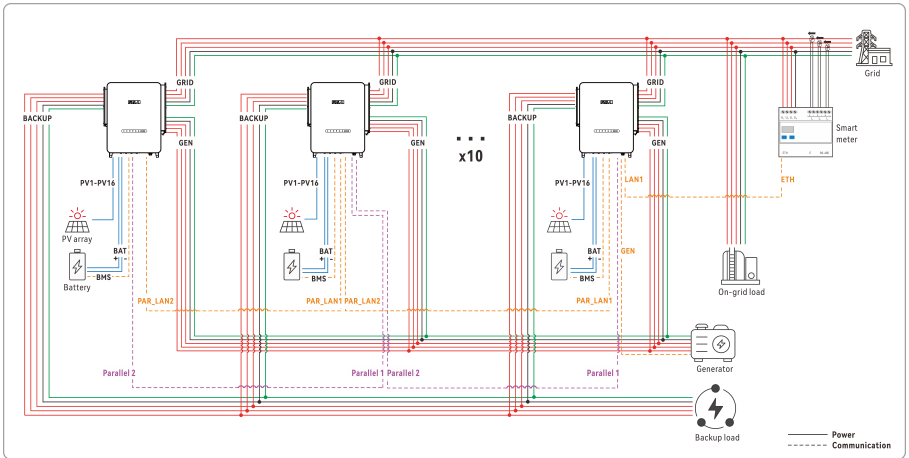 Grid
GRID
GRID
GRID
BACKUP
BACKUP
BACKUP
GEN
GEN
GEN
x10
Smart
meter
ETH
LAN1
PV1-PV16
PV1-PV16
PV1-PV16
PV array
BAT
+ -
BMS
Battery
BAT
+ -
BMS
BAT
+ -
BMS
GEN
On-grid load
PAR_LAN2
PAR_LAN1
PAR_LAN2
PAR_LAN1
Generator
Parallel 2
Parallel 1
Parallel 2
Parallel 1
Backup load
Power
Communication